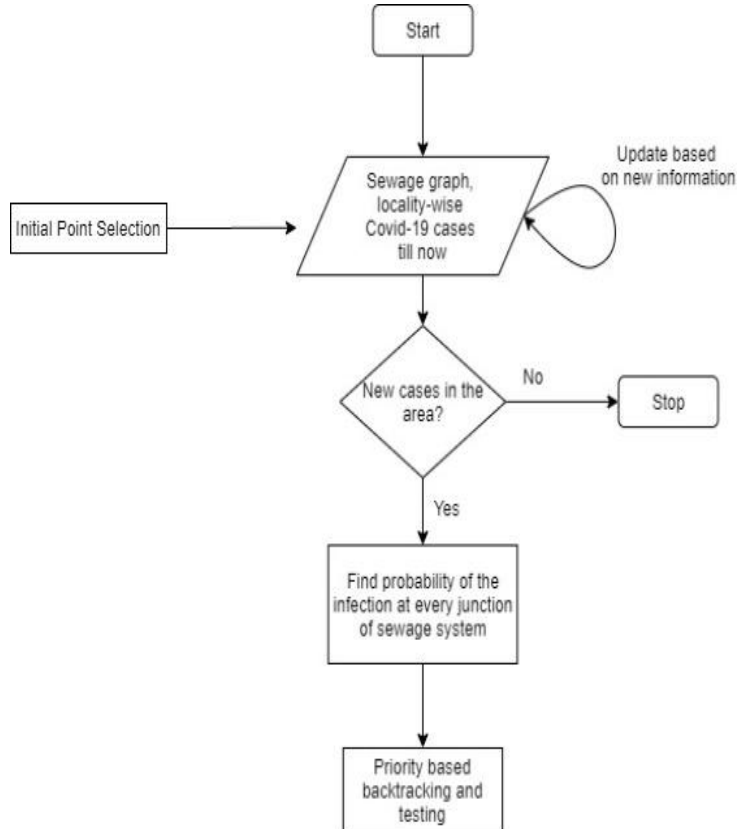 Start
Update based
on new information
Sewage graph,
locality-wise
Covid-19 cases
till now
Initial Point Selection
New cases in the
area?
No
Stop
Yes
Find probability of the
infection at every junction
of sewage system
Priority based
backtracking and
testing